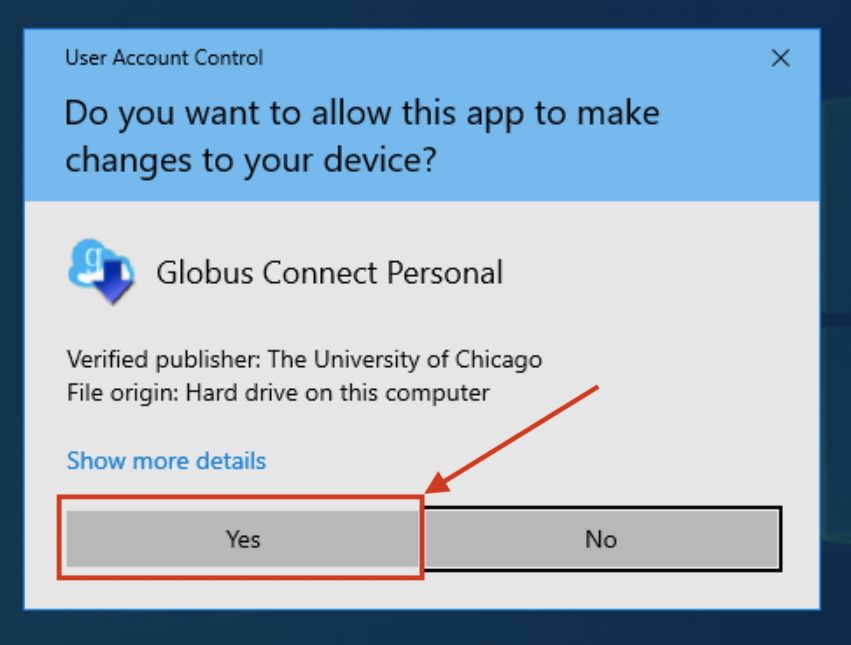 User Account Control
Do you want to allow this app to make
changes to your device?
g
Globus Connect Personal
Verified publisher: The University of Chicago
File origin: Hard drive on this computer
Show more details
Yes
No